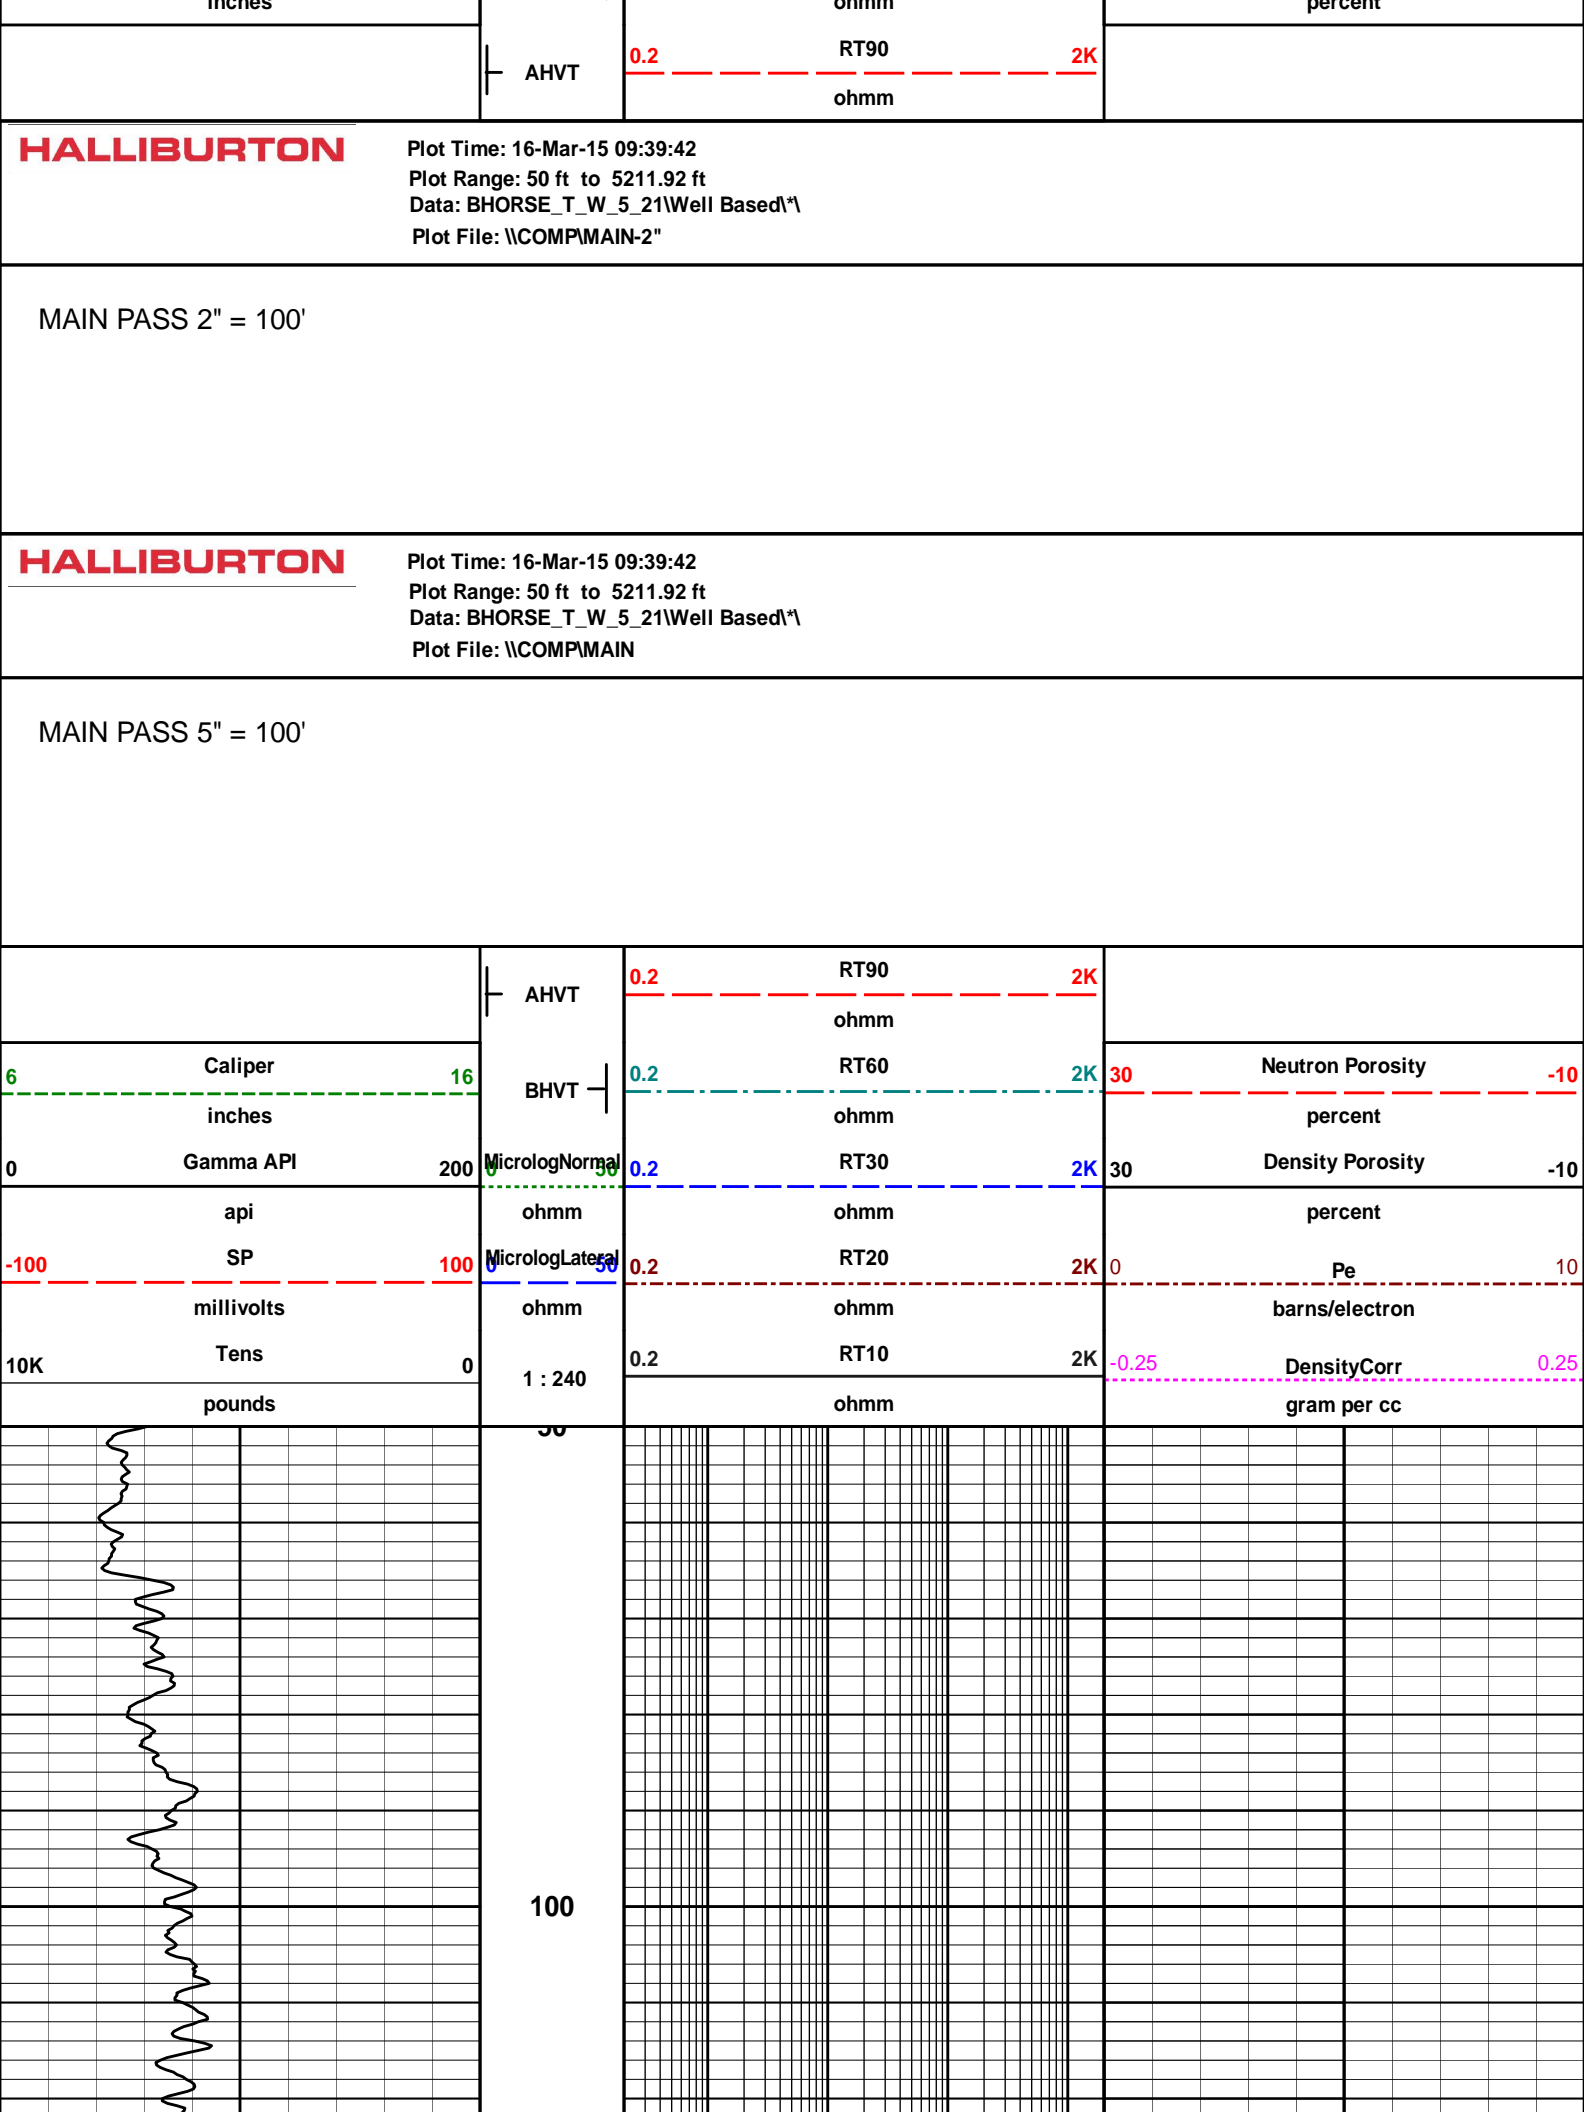 inches ohmm percent
AHVT 0.2 RT90 2K
ohmm
HALLIBURTON
Plot Time: 16-Mar-15 09:39:42
Plot Range: 50 ft to 5211.92 ft
Data: BHORSE_T_W_5_21\Well Based\*\
Plot File: \\COMP\MAIN-2"
MAIN PASS 2" = 100'
HALLIBURTON
Plot Time: 16-Mar-15 09:39:42
Plot Range: 50 ft to 5211.92 ft
Data: BHORSE_T_W_5_21\Well Based\*\
Plot File: \\COMP\MAIN
MAIN PASS 5" = 100'
AHVT 0.2 RT90 2K
ohmm
6 Caliper 16 BHVT 0.2 RT60 2K 30 Neutron Porosity -10
inches ohmm percent
0 Gamma API 200 0 MicrologNormal 50 0.2 RT30 2K 30 Density Porosity -10
api ohmm ohmm percent
-100 SP 100 0 MicrologLateral 50 0.2 RT20 2K 0 Pe 10
millivolts ohmm ohmm barns/electron
10K Tens 0 1 : 240 0.2 RT10 2K -0.25 DensityCorr 0.25
pounds ohmm gram per cc
50
100